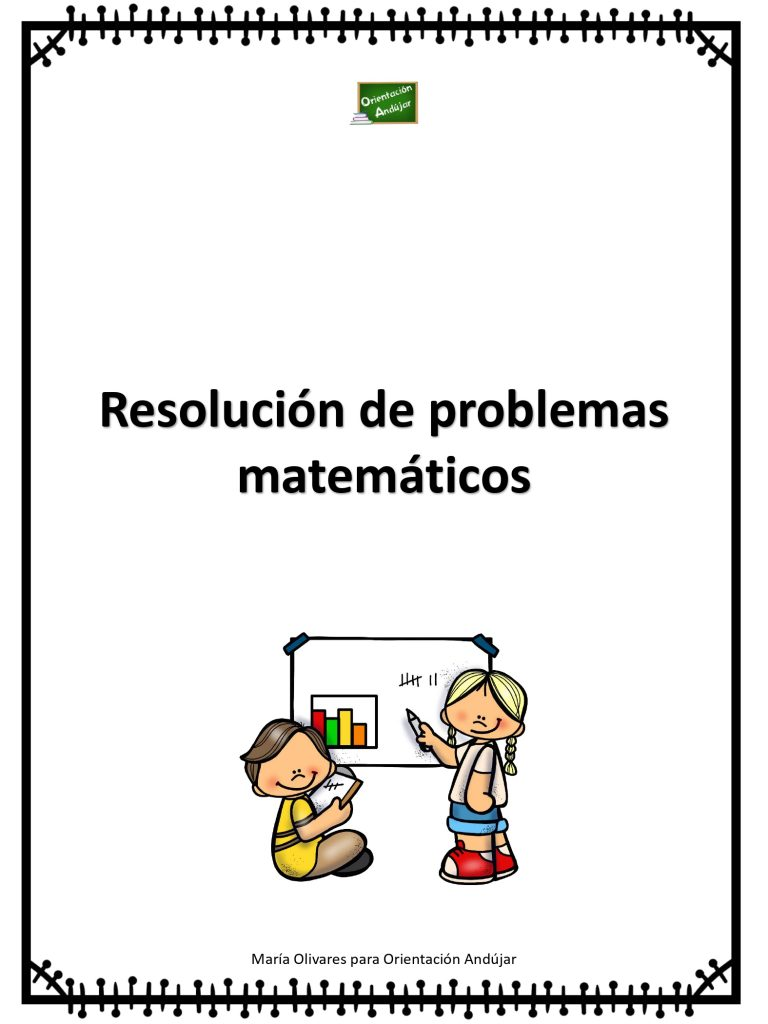 Orientación
Andújar
Resolución de problemas
matemáticos
María Olivares para Orientación Andújar